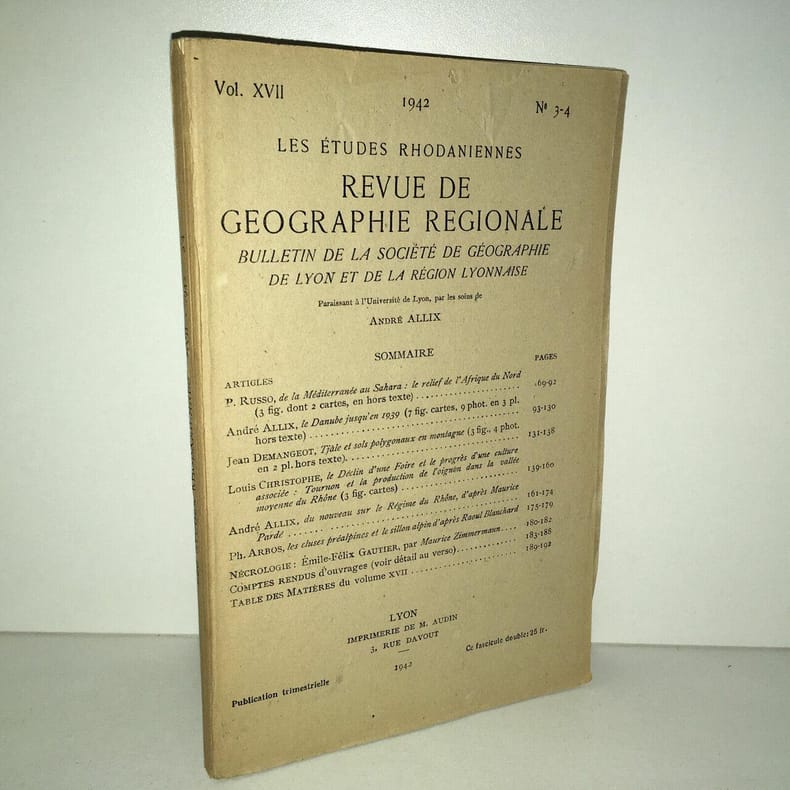 Vol. XVII 1942 Nº 3-4
LES ÉTUDES RHODANIENNES
REVUE DE
GEOGRAPHIE REGIONALE
BULLETIN DE LA SOCIÉTÉ DE GÉOGRAPHIE
DE LYON ET DE LA RÉGION LYONNAISE
Paraissant à l'Université de Lyon, par les soins de
ANDRÉ ALLIX
SOMMAIRE
ARTICLES PAGES
P. RUSSO, de la Méditerranée au Sahara : le relief de l'Afrique du Nord
(3 fig. dont 2 cartes, en hors texte) ..... 69-92
André ALLIX, le Danube jusqu'en 1939 (7 fig. cartes, 9 phot. en 3 pl.
hors texte) ..... 93-130
Jean DEMANGEOT, Tjäle et sols polygonaux en montagne (3 fig., 4 phot.
en 2 pl. hors texte). ..... 131-138
Louis CHRISTOPHE, le Déclin d'une Foire et le progrès d'une culture
associée : Tournon et la production de l'oignon dans la vallée
moyenne du Rhône (3 fig. cartes) ..... 139-160
André ALLIX, du nouveau sur le Régime du Rhône, d'après Maurice
Pardé ..... 161-174
Ph. ARBOS, les cluses préalpines et le sillon alpin d'après Raoul Blanchard 175-179
NÉCROLOGIE : Émile-Félix GAUTIER, par Maurice Zimmermann .... 180-182
COMPTES RENDUS d'ouvrages (voir détail au verso) ..... 183-188
TABLE DES MATIÈRES du volume XVII ..... 189-192
LYON
IMPRIMERIE DE M. AUDIN
3, RUE DAVOUT
1942
Publication trimestrielle Ce fascicule double: 25 fr.